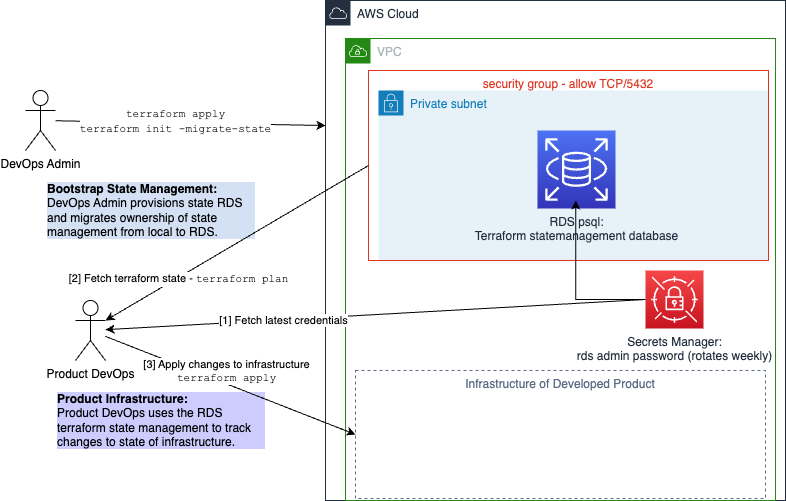 AWS Cloud
VPC
security group - allow TCP/5432
Private subnet
terraform apply
terraform init -migrate-state
DevOps Admin
Bootstrap State Management:
DevOps Admin provisions state RDS
and migrates ownership of state
management from local to RDS.
RDS psql:
Terraform statemanagement database
[2] Fetch terraform state - terraform plan
[1] Fetch latest credentials
Secrets Manager:
rds admin password (rotates weekly)
Product DevOps
[3] Apply changes to infrastructure
terraform apply
Infrastructure of Developed Product
Product Infrastructure:
Product DevOps uses the RDS
terraform state management to track
changes to state of infrastructure.